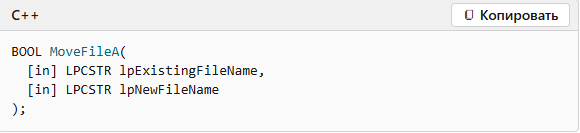 C++
Копировать
BOOL MoveFileA(
  [in] LPCSTR lpExistingFileName,
  [in] LPCSTR lpNewFileName
);